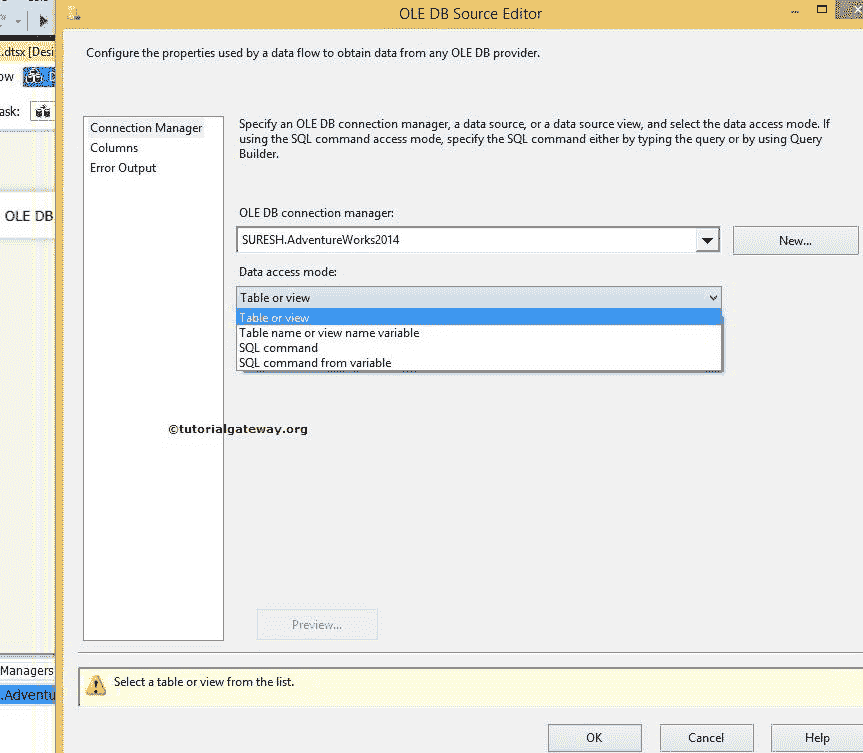 OLE DB Source Editor
.dtsx [Desi
Configure the properties used by a data flow to obtain data from any OLE DB provider.
ow
ask:
Connection Manager
Columns
Error Output
Specify an OLE DB connection manager, a data source, or a data source view, and select the data access mode. If
using the SQL command access mode, specify the SQL command either by typing the query or by using Query
Builder.
OLE DB
OLE DB connection manager:
SURESH.AdventureWorks2014
New...
Data access mode:
Table or view
Table or view
Table name or view name variable
SQL command
SQL command from variable
©tutorialgateway.org
Preview...
Managers
.Adventu
Select a table or view from the list.
OK
Cancel
Help